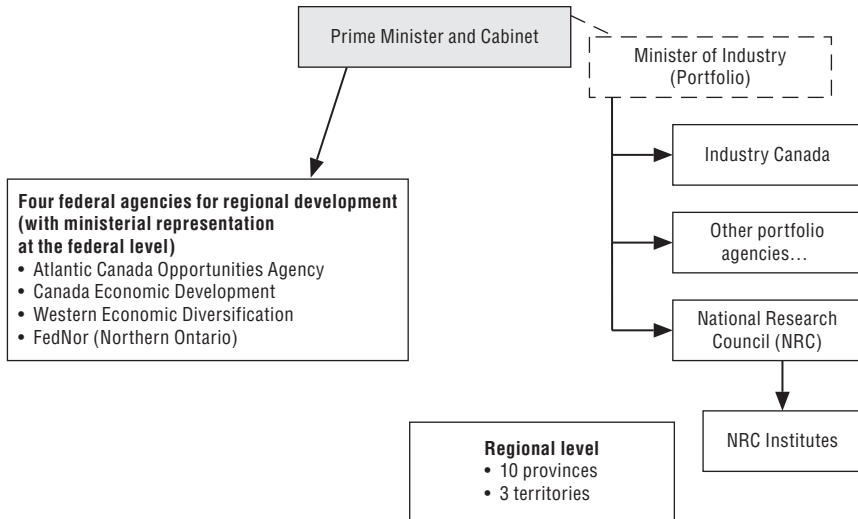 Prime Minister and Cabinet
Minister of Industry
(Portfolio)
Industry Canada
Four federal agencies for regional development
(with ministerial representation
at the federal level)
• Atlantic Canada Opportunities Agency
• Canada Economic Development
• Western Economic Diversification
• FedNor (Northern Ontario)
Other portfolio
agencies...
National Research
Council (NRC)
NRC Institutes
Regional level
• 10 provinces
• 3 territories